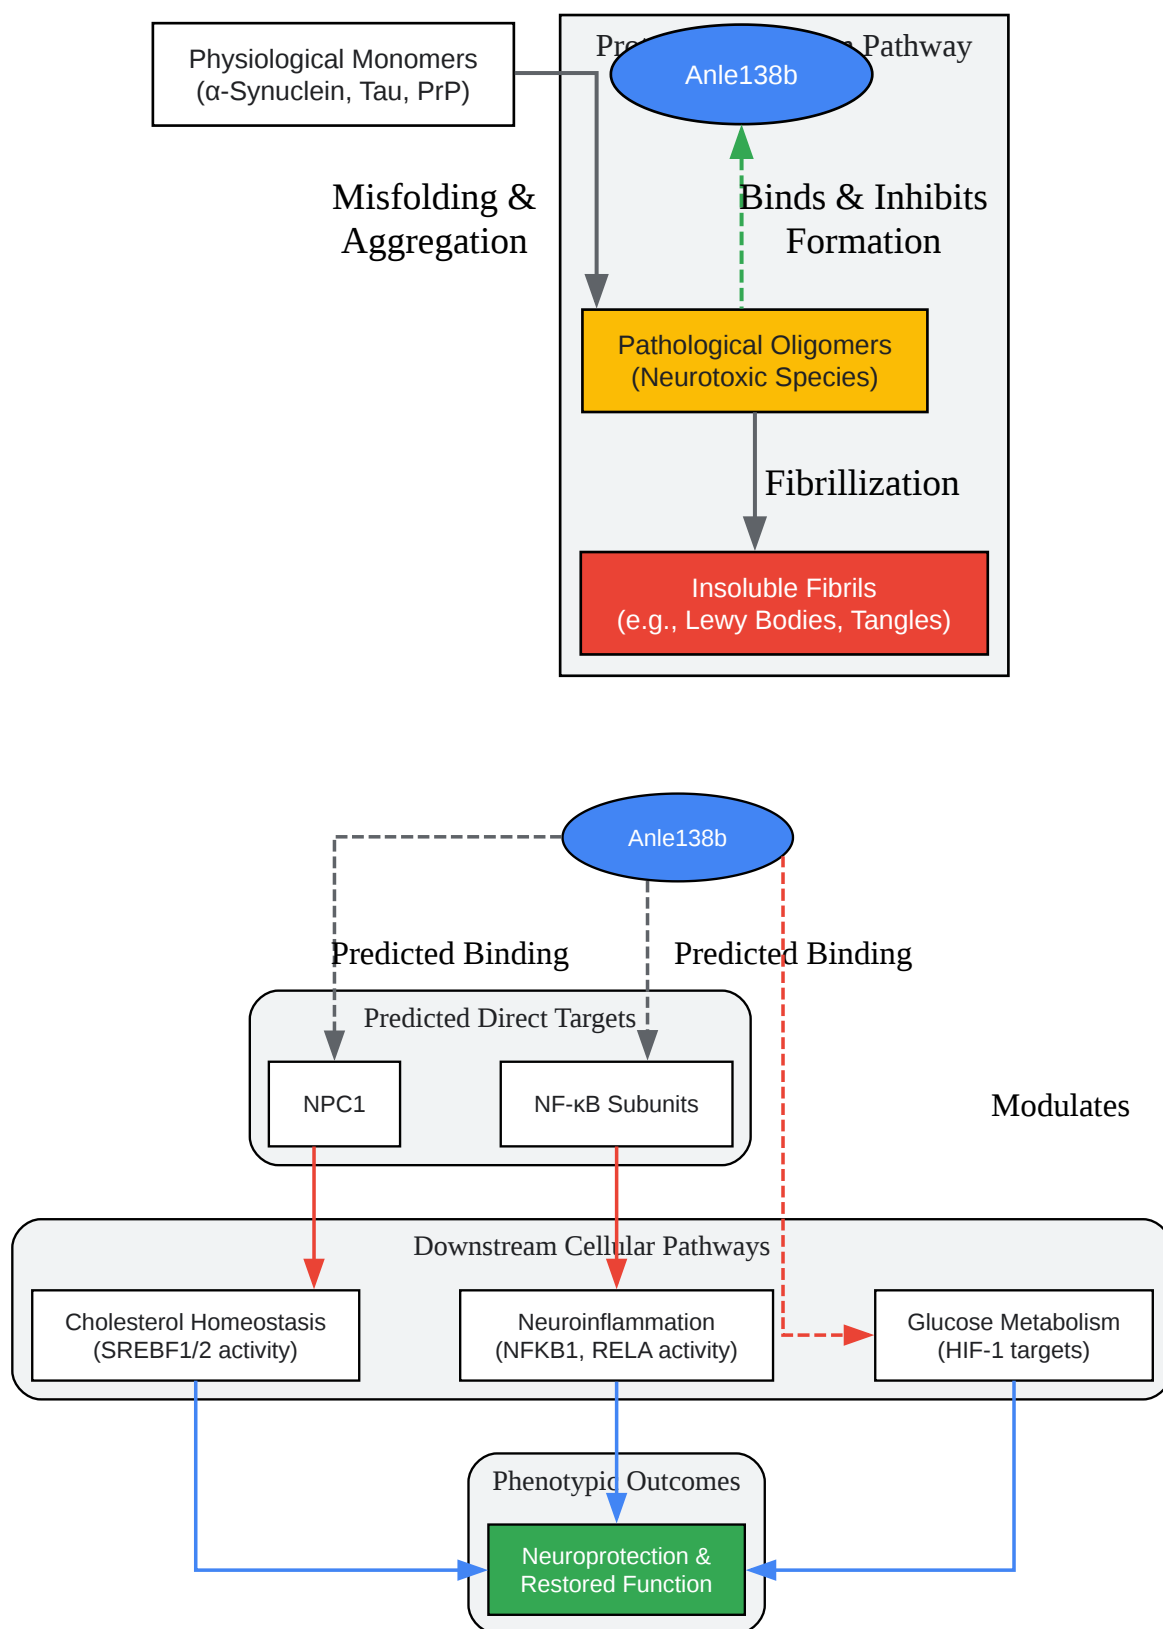 Physiological Monomers
(α-Synuclein, Tau, PrP)
Pathway
Anle138b
Misfolding &
Aggregation
Binds & Inhibits
Formation
Pathological Oligomers
(Neurotoxic Species)
Fibrillization
Insoluble Fibrils
(e.g., Lewy Bodies, Tangles)
Anle138b
Predicted Binding
Predicted Binding
Predicted Direct Targets
NPC1
NF-κB Subunits
Modulates
Downstream Cellular Pathways
Cholesterol Homeostasis
(SREBF1/2 activity)
Neuroinflammation
(NFKB1, RELA activity)
Glucose Metabolism
(HIF-1 targets)
Phenotypic Outcomes
Neuroprotection &
Restored Function